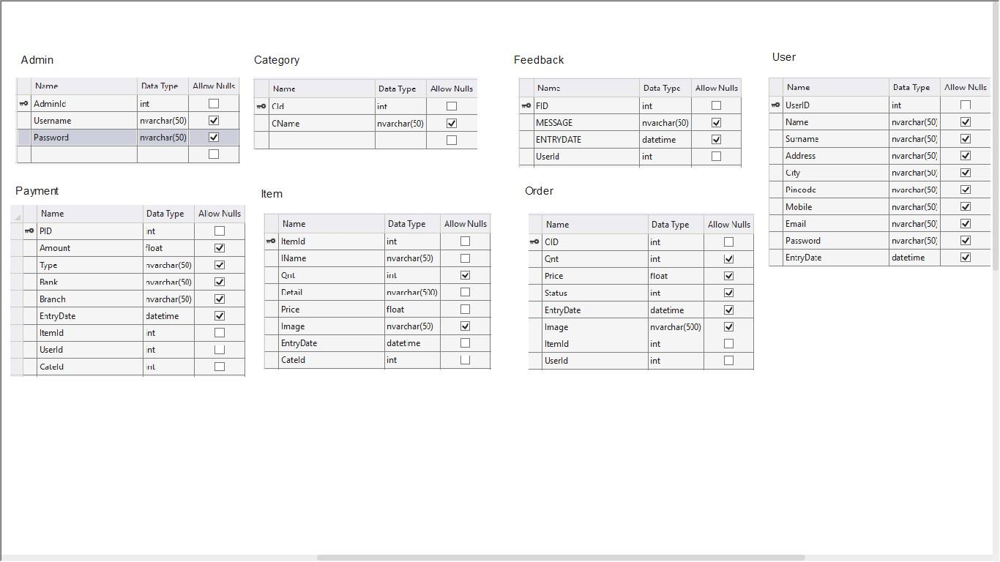 Admin
Name Data Type Allow Nulls
AdminId int
Username nvarchar(50)
Password nvarchar(50)
Category
Name Data Type Allow Nulls
CId int
CName nvarchar(50)
Feedback
Name Data Type Allow Nulls
FID int
MESSAGE nvarchar(50)
ENTRYDATE datetime
UserId int
User
Name Data Type Allow Nulls
UserID int
Name nvarchar(50)
Surname nvarchar(50)
Address nvarchar(50)
City nvarchar(50)
Pincode nvarchar(50)
Mobile nvarchar(50)
Email nvarchar(50)
Password nvarchar(50)
EntryDate datetime
Payment
Name Data Type Allow Nulls
PID int
Amount float
Type nvarchar(50)
Bank nvarchar(50)
Branch nvarchar(50)
EntryDate datetime
ItemId int
UserId int
CateId int
Item
Name Data Type Allow Nulls
ItemId int
IName nvarchar(50)
Qnt int
Detail nvarchar(500)
Price float
Image nvarchar(50)
EntryDate datetime
CateId int
Order
Name Data Type Allow Nulls
OID int
Qnt int
Price float
Status int
EntryDate datetime
Image nvarchar(500)
ItemId int
UserId int